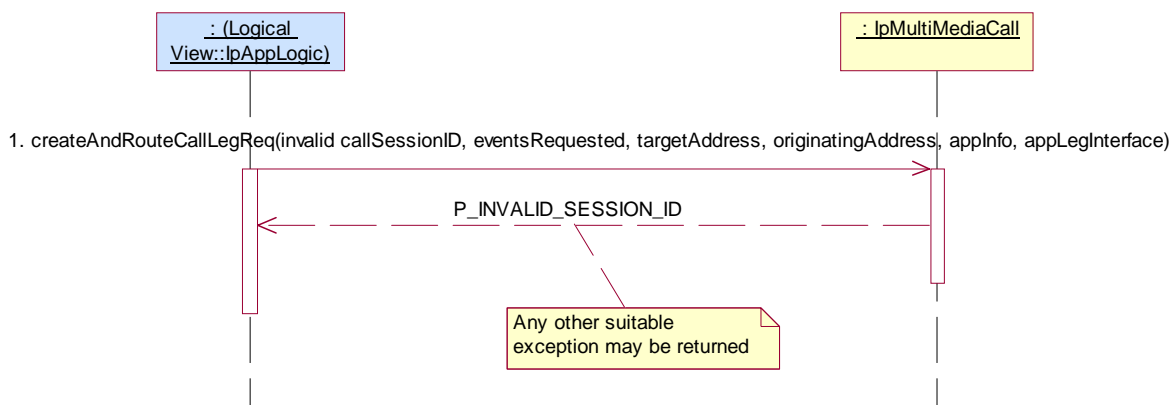 : (Logical
View::IpAppLogic)
: IpMultiMediaCall
1. createAndRouteCallLegReq(invalid callSessionID, eventsRequested, targetAddress, originatingAddress, appInfo, appLegInterface)
P_INVALID_SESSION_ID
Any other suitable
exception may be returned